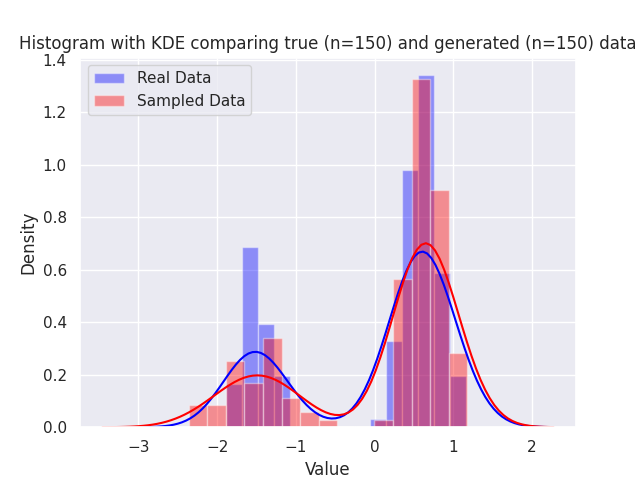 Histogram with KDE comparing true (n=150) and generated (n=150) data
Real Data
Sampled Data
1.4
1.2
1.0
0.8
0.6
0.4
0.2
0.0
Density
−3
−2
−1
0
1
2
Value